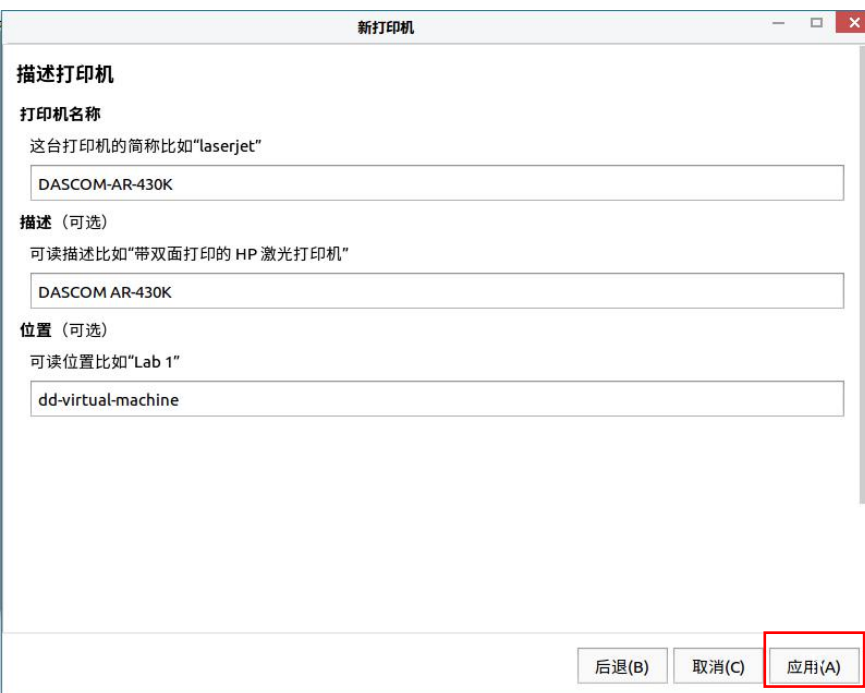 新打印机
描述打印机
打印机名称
这台打印机的简称比如“laserjet”
DASCOM-AR-430K
描述（可选）
可读描述比如“带双面打印的 HP 激光打印机”
DASCOM AR-430K
位置（可选）
可读位置比如“Lab 1”
dd-virtual-machine
后退(B) 取消(C) 应用(A)